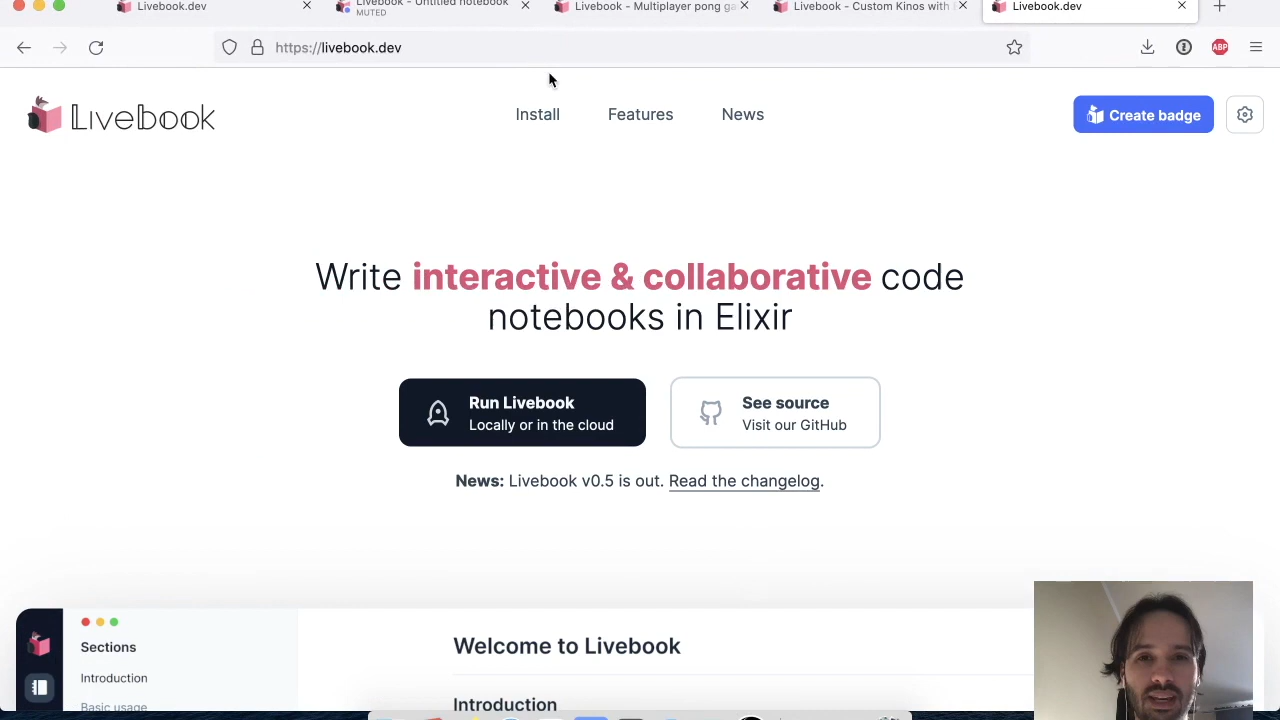 Livebook.dev
Livebook - Untitled notebook
MUTED
Livebook - Multiplayer pong ga
Livebook - Custom Kinos with
Livebook.dev
https://livebook.dev
ABP
Livebook
Install
Features
News
Create badge
Write interactive & collaborative code
notebooks in Elixir
Run Livebook
Locally or in the cloud
See source
Visit our GitHub
News: Livebook v0.5 is out. Read the changelog.
Sections
Introduction
Basic usage
Welcome to Livebook
Introduction